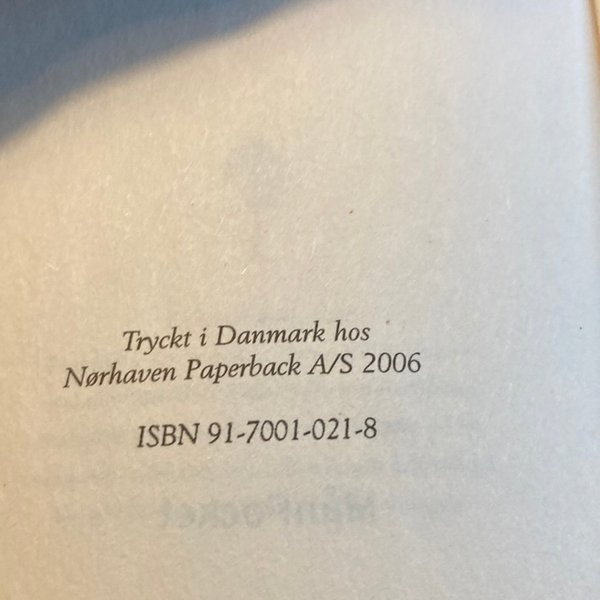 Tryckt i Danmark hos
Nørhaven Paperback A/S 2006
ISBN 91-7001-021-8